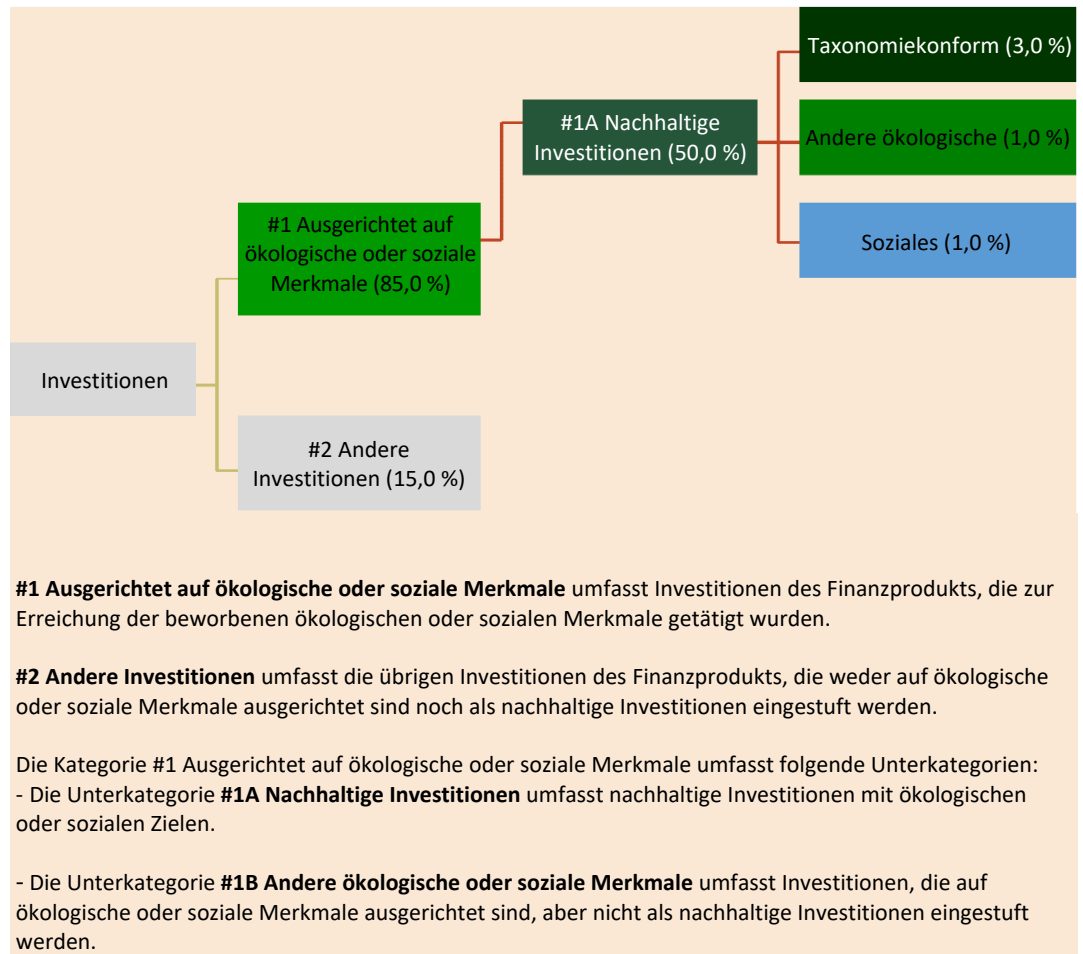 Taxonomiekonform (3,0 %)
#1A Nachhaltige
Investitionen (50,0 %)
Andere ökologische (1,0 %)
#1 Ausgerichtet auf
ökologische oder soziale
Merkmale (85,0 %)
Soziales (1,0 %)
Investitionen
#2 Andere
Investitionen (15,0 %)
#1 Ausgerichtet auf ökologische oder soziale Merkmale umfasst Investitionen des Finanzprodukts, die zur
Erreichung der beworbenen ökologischen oder sozialen Merkmale getätigt wurden.
#2 Andere Investitionen umfasst die übrigen Investitionen des Finanzprodukts, die weder auf ökologische
oder soziale Merkmale ausgerichtet sind noch als nachhaltige Investitionen eingestuft werden.
Die Kategorie #1 Ausgerichtet auf ökologische oder soziale Merkmale umfasst folgende Unterkategorien:
- Die Unterkategorie #1A Nachhaltige Investitionen umfasst nachhaltige Investitionen mit ökologischen
oder sozialen Zielen.
- Die Unterkategorie #1B Andere ökologische oder soziale Merkmale umfasst Investitionen, die auf
ökologische oder soziale Merkmale ausgerichtet sind, aber nicht als nachhaltige Investitionen eingestuft
werden.